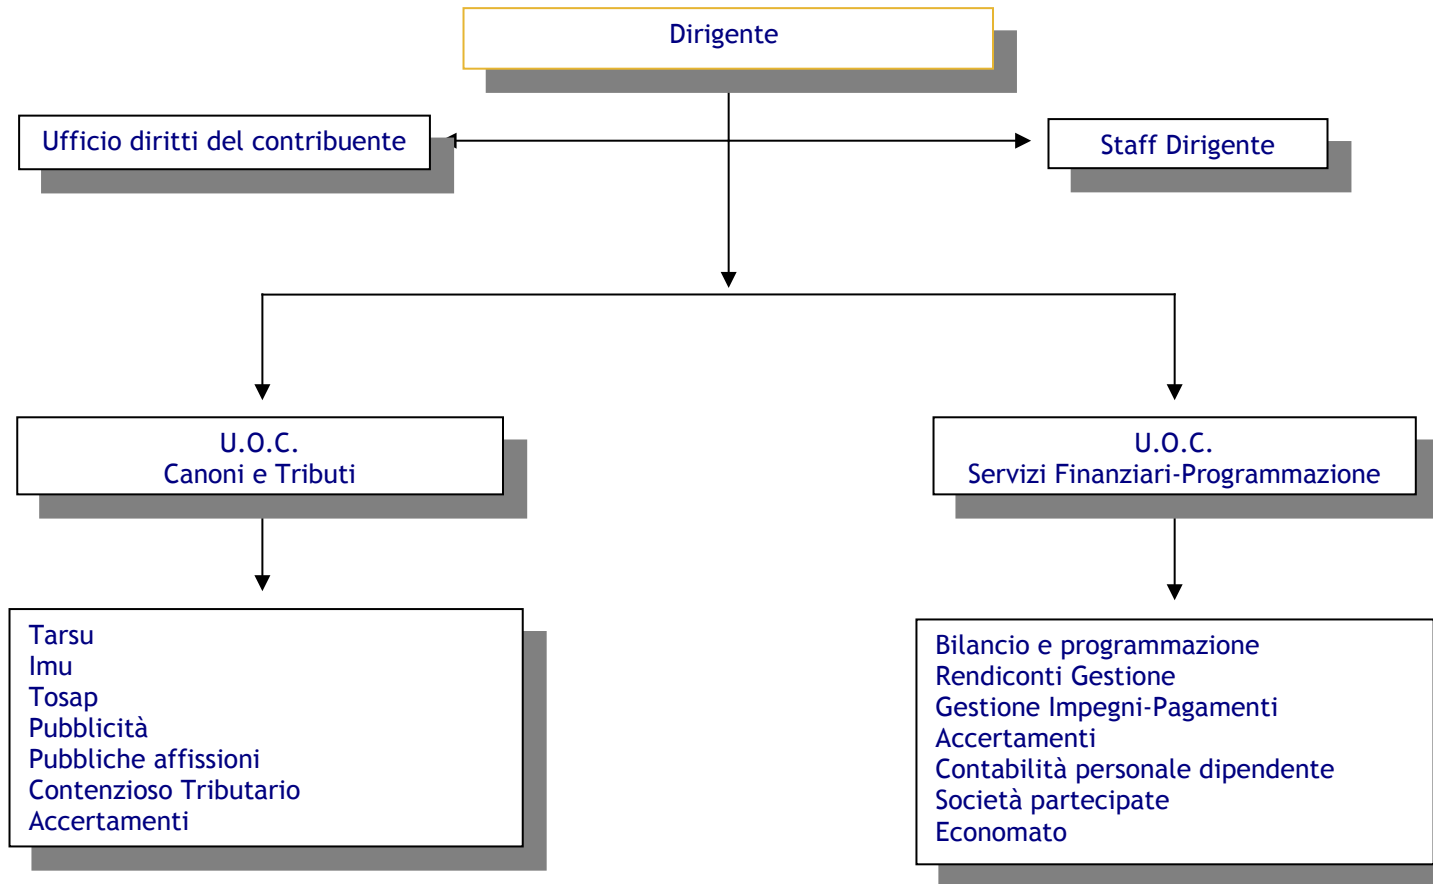 Dirigente
Ufficio diritti del contribuente
Staff Dirigente
U.O.C.
Canoni e Tributi
U.O.C.
Servizi Finanziari-Programmazione
Tarsu
Imu
Tosap
Pubblicità
Pubbliche affissioni
Contenzioso Tributario
Accertamenti
Bilancio e programmazione
Rendiconti Gestione
Gestione Impegni-Pagamenti
Accertamenti
Contabilità personale dipendente
Società partecipate
Economato